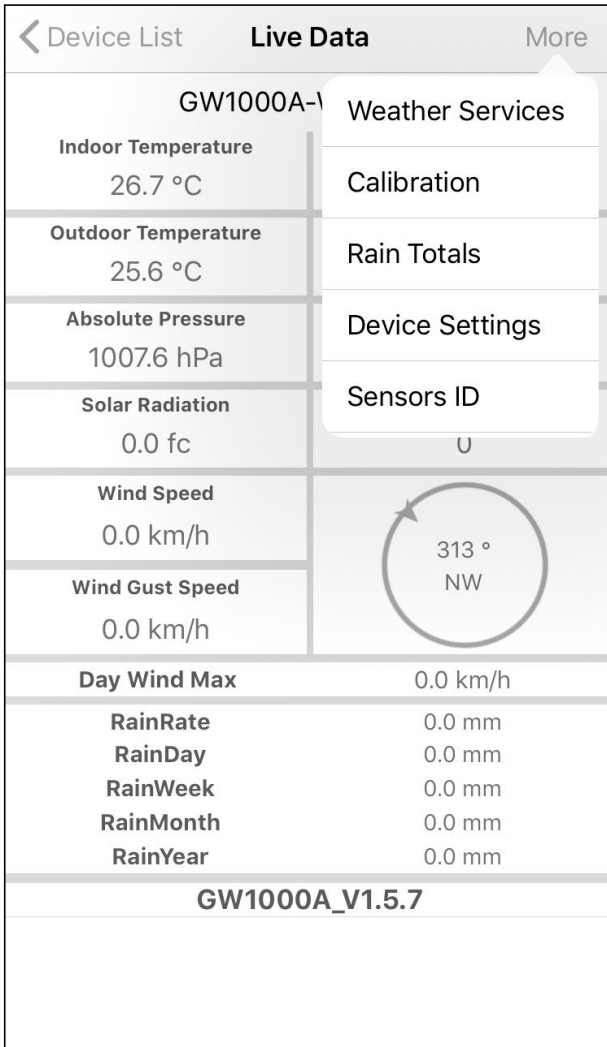 Device List Live Data More
GW1000A-
Weather Services
Calibration
Rain Totals
Device Settings
Sensors ID
Indoor Temperature
26.7 °C
Outdoor Temperature
25.6 °C
Absolute Pressure
1007.6 hPa
Solar Radiation
0.0 fc
0
Wind Speed
0.0 km/h
313 °
NW
Wind Gust Speed
0.0 km/h
Day Wind Max 0.0 km/h
RainRate 0.0 mm
RainDay 0.0 mm
RainWeek 0.0 mm
RainMonth 0.0 mm
RainYear 0.0 mm
GW1000A_V1.5.7